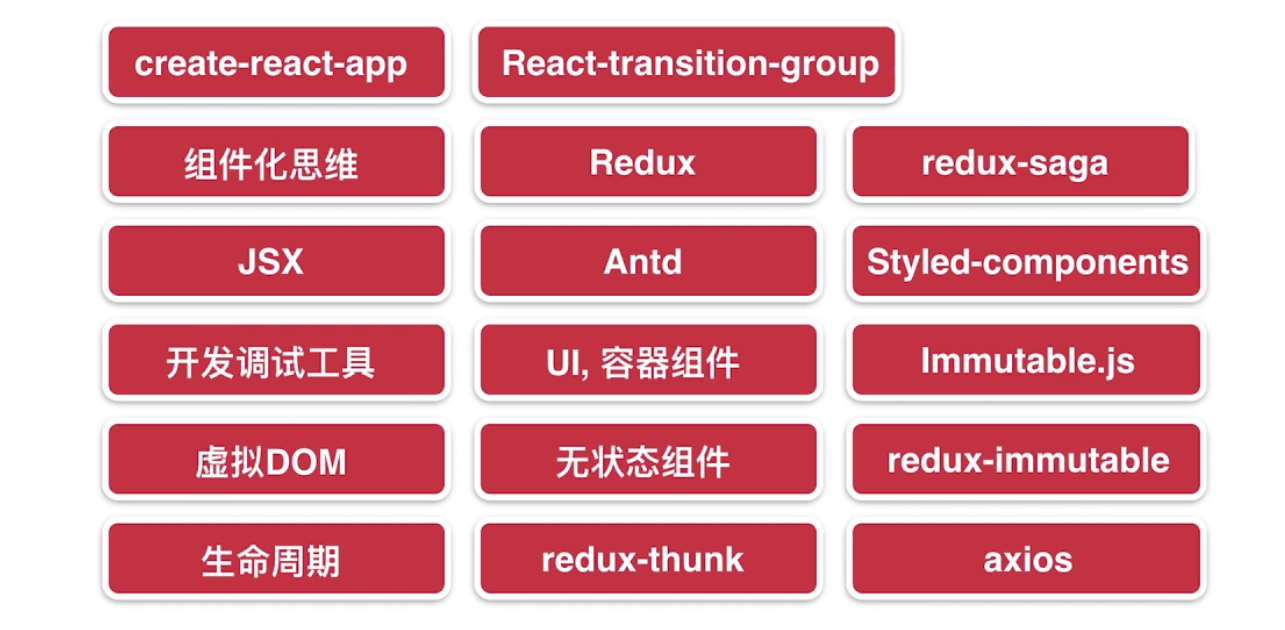 create-react-app
React-transition-group
组件化思维
Redux
redux-saga
JSX
Antd
Styled-components
开发调试工具
UI, 容器组件
Immutable.js
虚拟DOM
无状态组件
redux-immutable
生命周期
redux-thunk
axios